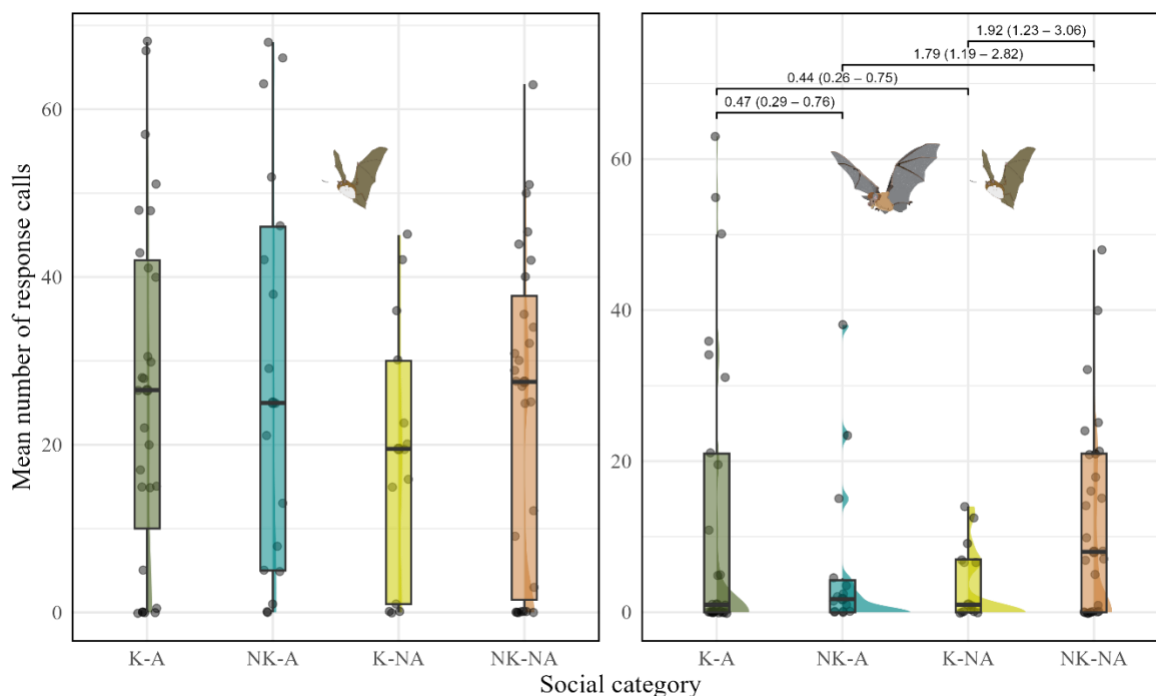 Mean number of response calls
60
40
20
0
K-A NK-A K-NA NK-NA
1.92 (1.23 – 3.06)
1.79 (1.19 – 2.82)
0.44 (0.26 – 0.75)
0.47 (0.29 – 0.76)
60
40
20
0
K-A NK-A K-NA NK-NA
Social category